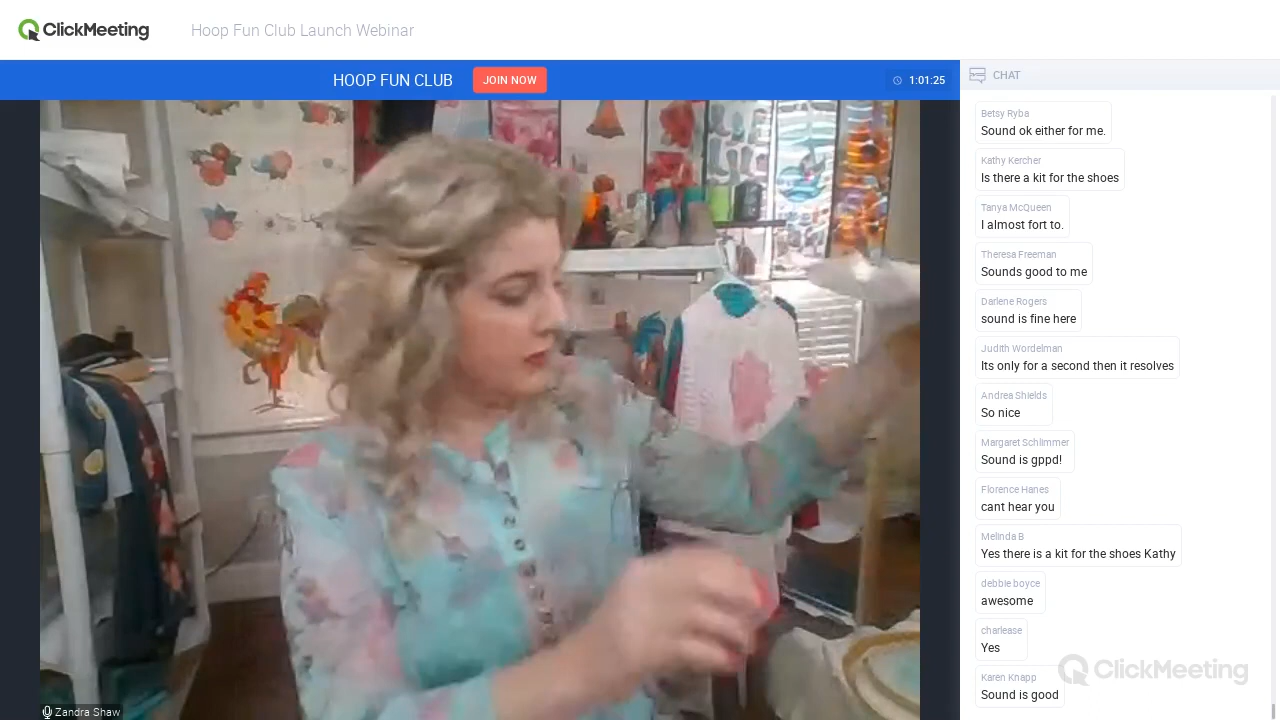 ClickMeeting
Hoop Fun Club Launch Webinar
HOOP FUN CLUB
JOIN NOW
1:01:25
CHAT
Betsy Ryba
Sound ok either for me.
Kathy Kercher
Is there a kit for the shoes
Tanya McQueen
I almost fort to.
Theresa Freeman
Sounds good to me
Darlene Rogers
sound is fine here
Judith Wordelman
Its only for a second then it resolves
Andrea Shields
So nice
Margaret Schlimmer
Sound is gppd!
Florence Hanes
cant hear you
Melinda B
Yes there is a kit for the shoes Kathy
debbie boyce
awesome
charlease
Yes
Karen Knapp
Sound is good
ClickMeeting
Zandra Shaw